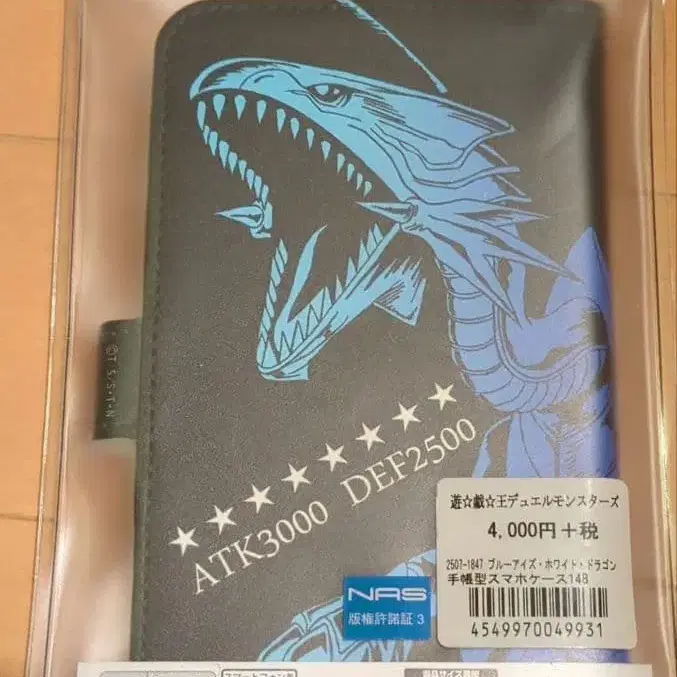 ©T,S/S・T・N
★★★★★★★★
ATK3000 DEF2500
遊☆戯☆王デュエルモンスターズ
4,000円+税
2507-1847 ブルーアイズ・ホワイト・ドラゴン
手帳型スマホケース148
4549970049931
NAS
版権許諾証 3